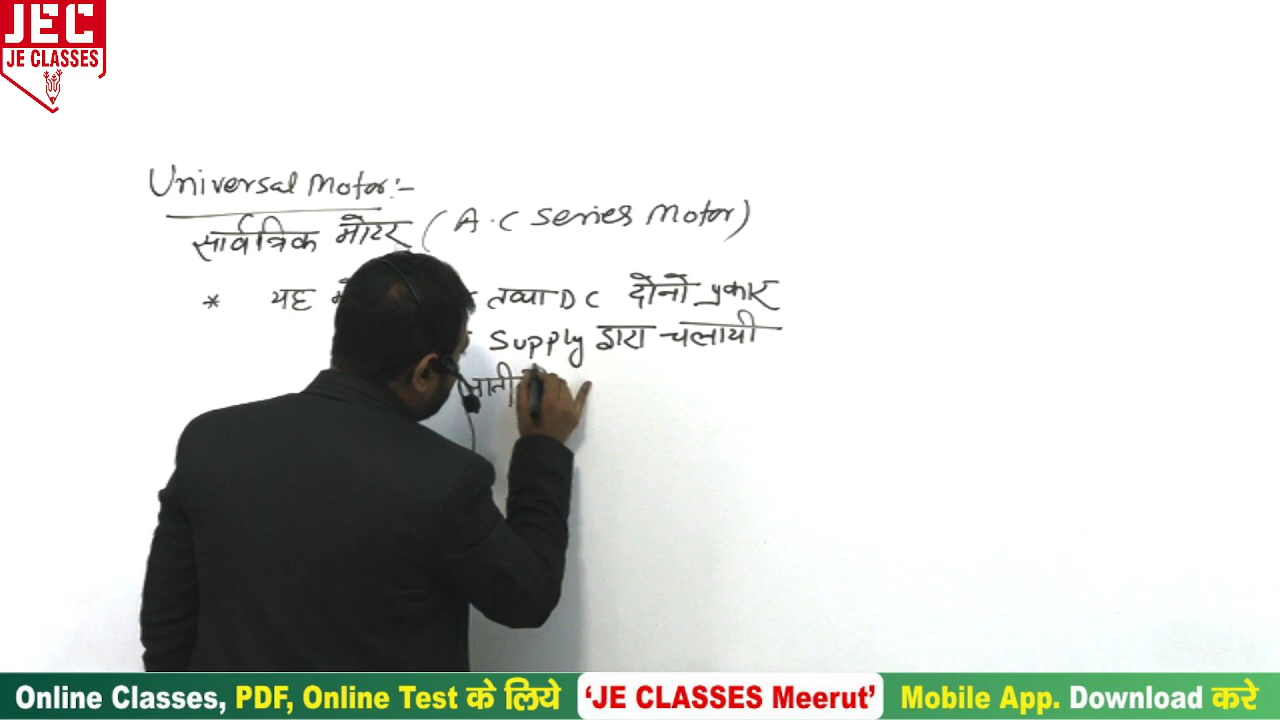 JEC
JE CLASSES
Universal Motor:-
सार्वत्रिक मोटर (A.C Series Motor)
* यह तथा DC दोनो प्रकार
Supply द्वारा चलायी
जाती
Online Classes, PDF, Online Test के लिये 'JE CLASSES Meerut' Mobile App. Download करे